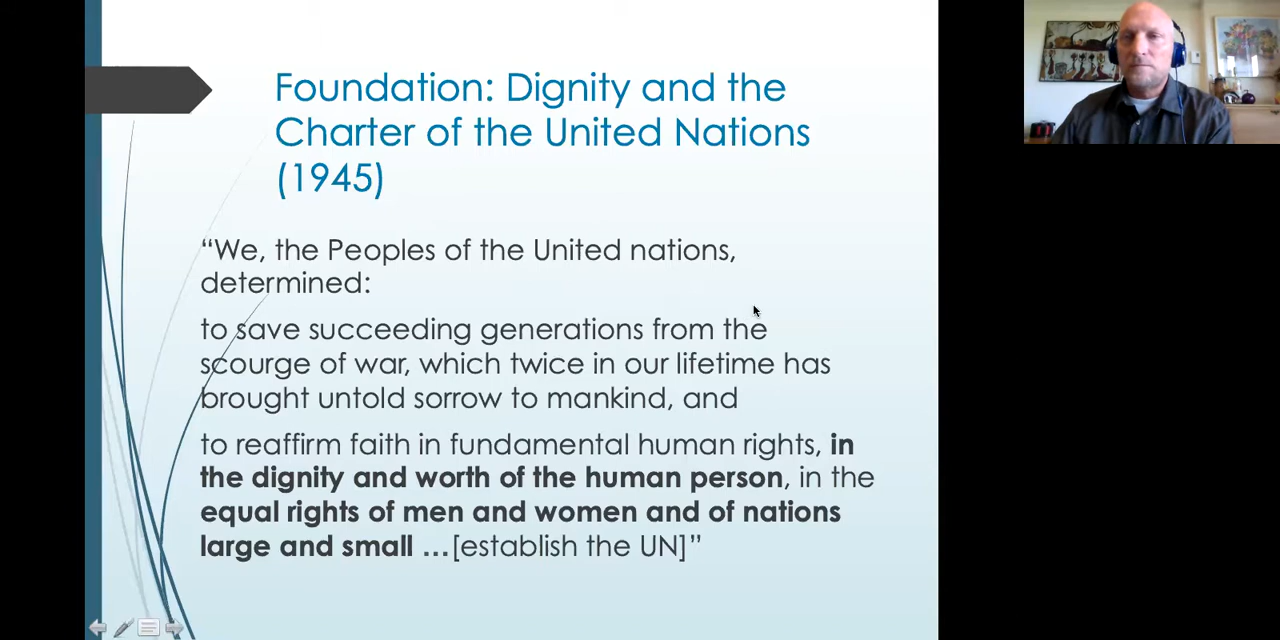 Foundation: Dignity and the
Charter of the United Nations
(1945)
“We, the Peoples of the United nations,
determined:
to save succeeding generations from the
scourge of war, which twice in our lifetime has
brought untold sorrow to mankind, and
to reaffirm faith in fundamental human rights, in
the dignity and worth of the human person, in the
equal rights of men and women and of nations
large and small …[establish the UN]”